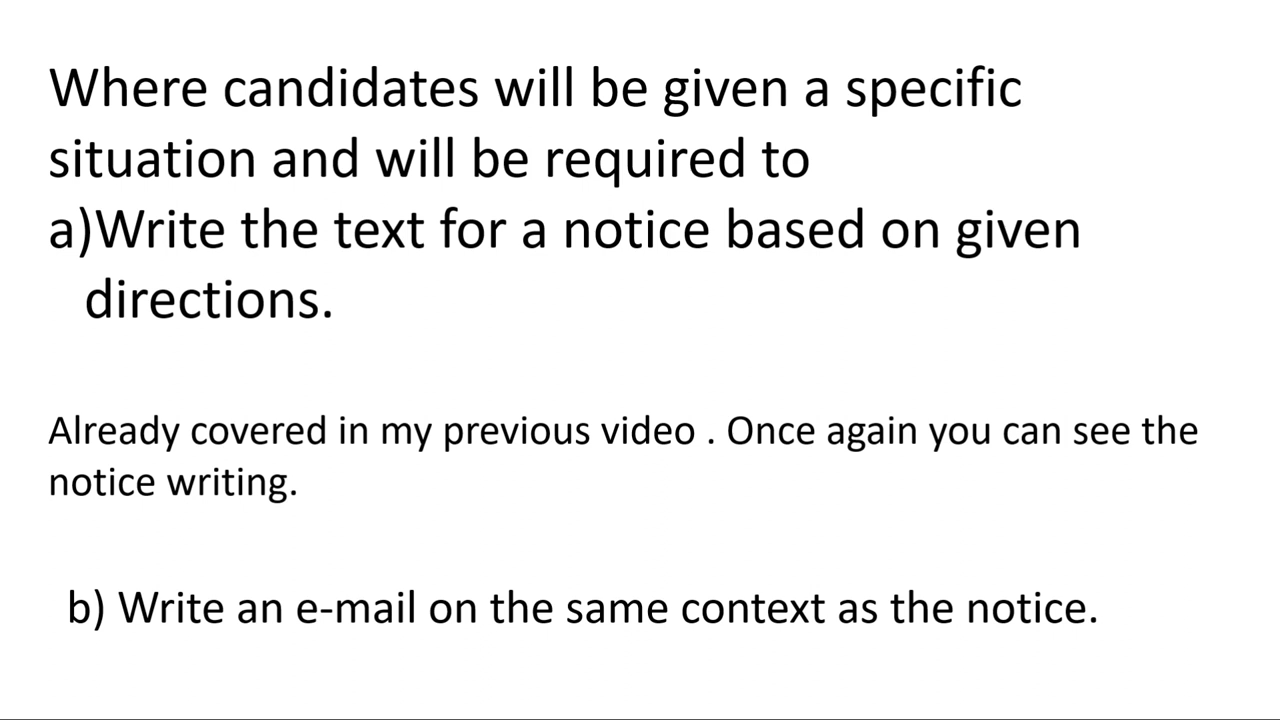 Where candidates will be given a specific
situation and will be required to
a)Write the text for a notice based on given
directions.
Already covered in my previous video . Once again you can see the
notice writing.
b) Write an e-mail on the same context as the notice.